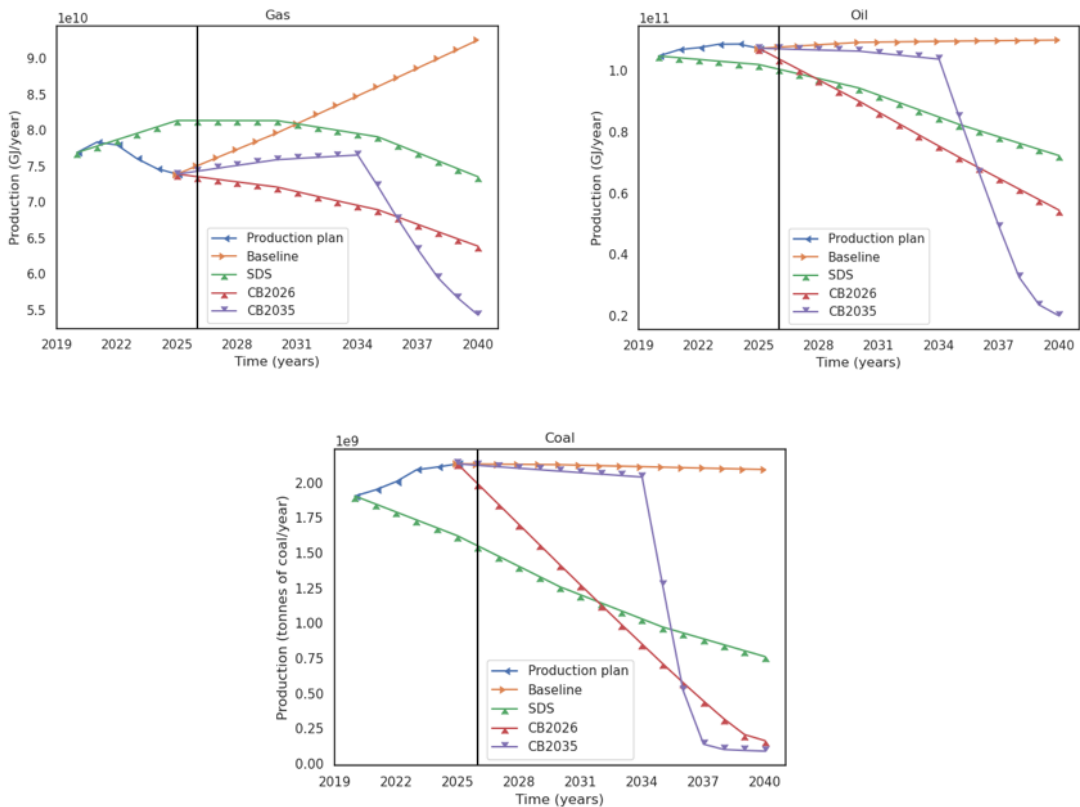 Gas
1e10
Production (GJ/year)
9.0
8.5
8.0
7.5
7.0
6.5
6.0
5.5
Production plan
Baseline
SDS
CB2026
CB2035
2019 2022 2025 2028 2031 2034 2037 2040
Time (years)
Oil
1e11
Production (GJ/year)
1.0
0.8
0.6
0.4
0.2
Production plan
Baseline
SDS
CB2026
CB2035
2019 2022 2025 2028 2031 2034 2037 2040
Time (years)
Coal
1e9
Production (tonnes of coal/year)
2.00
1.75
1.50
1.25
1.00
0.75
0.50
0.25
0.00
Production plan
Baseline
SDS
CB2026
CB2035
2019 2022 2025 2028 2031 2034 2037 2040
Time (years)